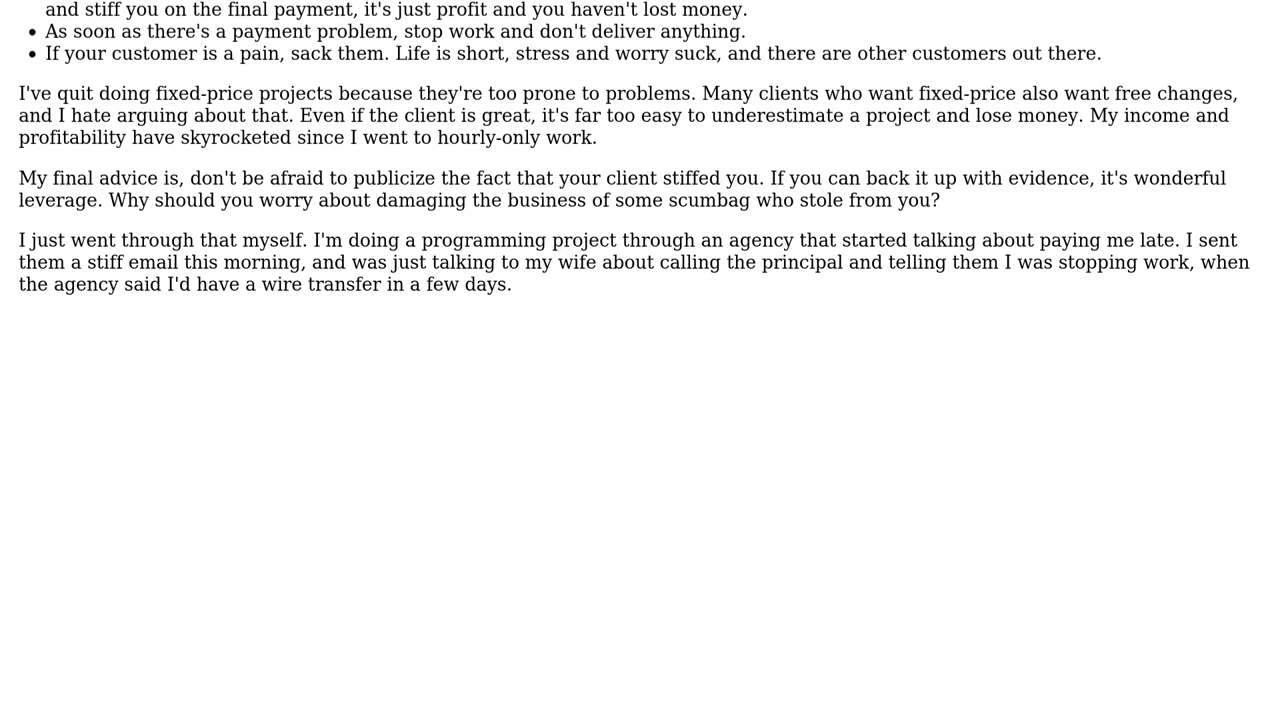 and stiff you on the final payment, it's just profit and you haven't lost money.
• As soon as there's a payment problem, stop work and don't deliver anything.
• If your customer is a pain, sack them. Life is short, stress and worry suck, and there are other customers out there.
I've quit doing fixed-price projects because they're too prone to problems. Many clients who want fixed-price also want free changes,
and I hate arguing about that. Even if the client is great, it's far too easy to underestimate a project and lose money. My income and
profitability have skyrocketed since I went to hourly-only work.
My final advice is, don't be afraid to publicize the fact that your client stiffed you. If you can back it up with evidence, it's wonderful
leverage. Why should you worry about damaging the business of some scumbag who stole from you?
I just went through that myself. I'm doing a programming project through an agency that started talking about paying me late. I sent
them a stiff email this morning, and was just talking to my wife about calling the principal and telling them I was stopping work, when
the agency said I'd have a wire transfer in a few days.